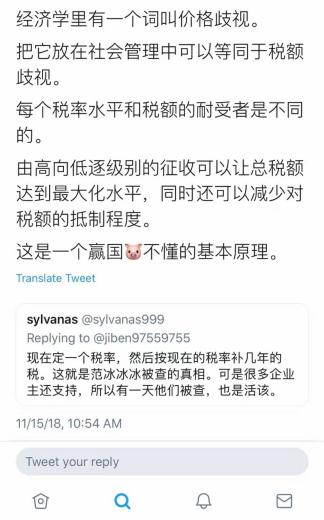 经济学里有一个词叫价格歧视。
把它放在社会管理中可以等同于税额
歧视。
每个税率水平和税额的耐受者是不同
的。
由高向低逐级别的征收可以让总税额
达到最大化水平，同时还可以减少对
税额的抵制程度。
这是一个赢国🐷不懂的基本原理。
Translate Tweet
sylvanas @sylvanas999
Replying to @jiben97559755
现在定一个税率，然后按现在的税率补几年的
税。这就是范冰冰冰被查的真相。可是很多企业
主还支持，所以有一天他们被查，也是活该。
11/15/18, 10:54 AM
Tweet your reply